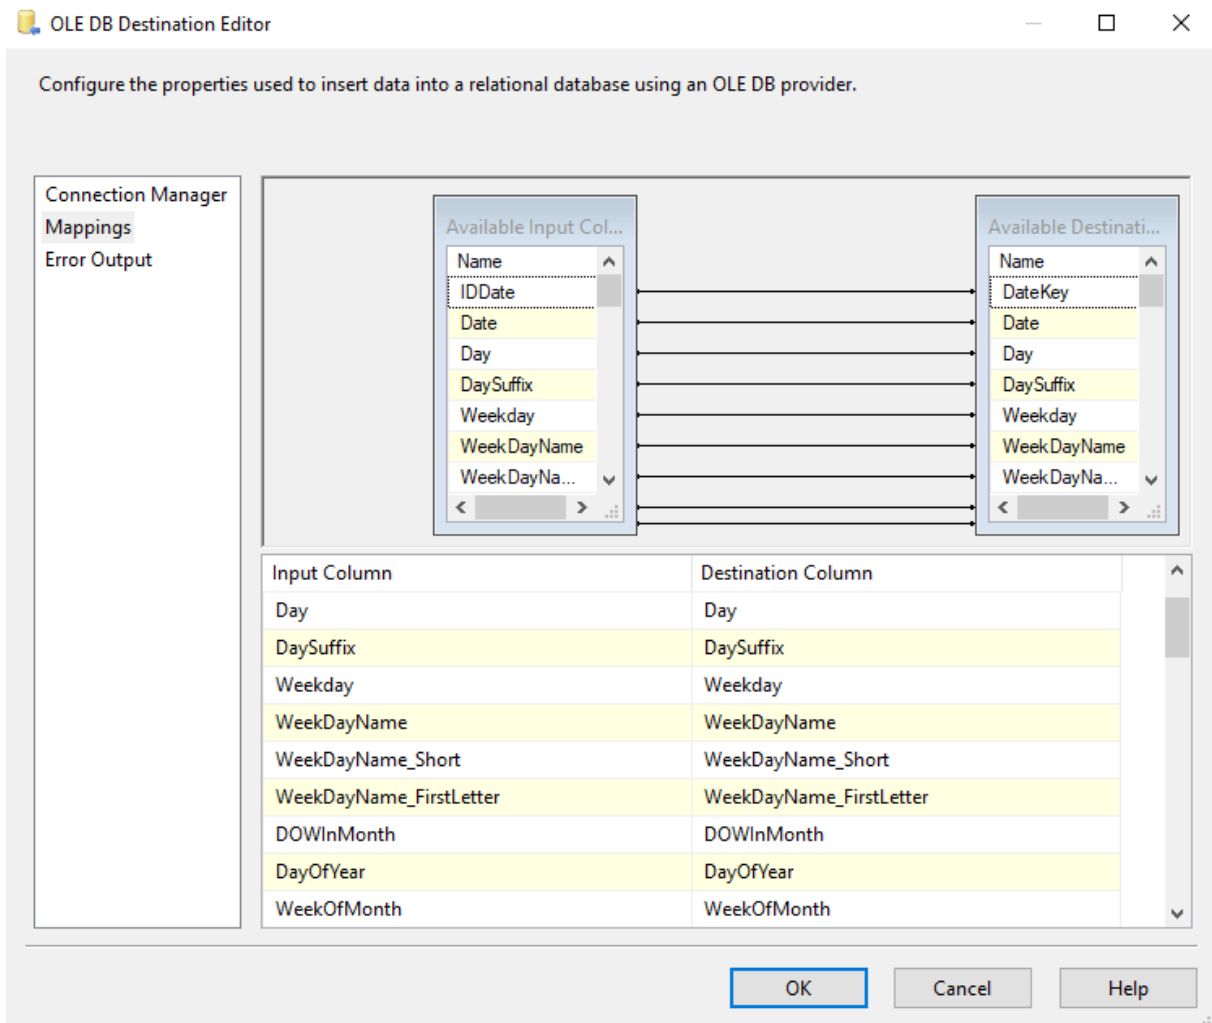 OLE DB Destination Editor
Configure the properties used to insert data into a relational database using an OLE DB provider.
Connection Manager
Mappings
Error Output
Available Input Col...
Name
IDDate
Date
Day
DaySuffix
Weekday
WeekDayName
WeekDayNa...
Available Destinati...
Name
DateKey
Date
Day
DaySuffix
Weekday
WeekDayName
WeekDayNa...
Input Column Destination Column
Day Day
DaySuffix DaySuffix
Weekday Weekday
WeekDayName WeekDayName
WeekDayName_Short WeekDayName_Short
WeekDayName_FirstLetter WeekDayName_FirstLetter
DOWInMonth DOWInMonth
DayOfYear DayOfYear
WeekOfMonth WeekOfMonth
OK Cancel Help